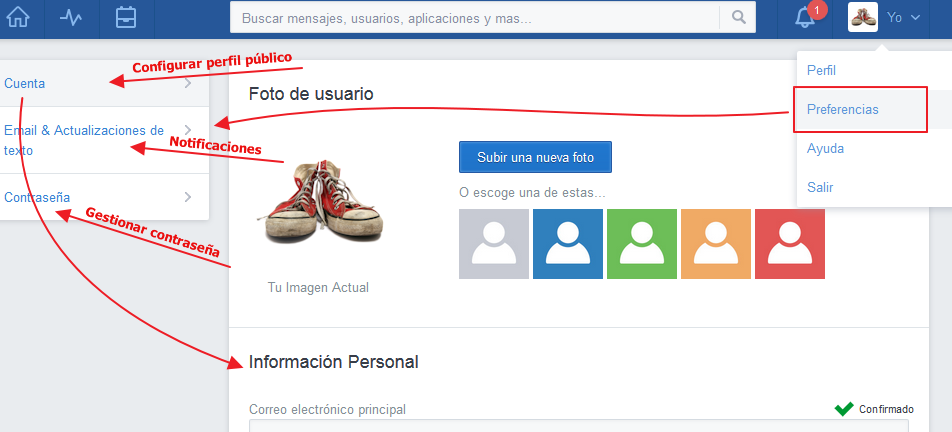 Buscar mensajes, usuarios, aplicaciones y mas...
1
Yo
Configurar perfil público
Perfil
Cuenta
Foto de usuario
Preferencias
Email & Actualizaciones de
texto
Notificaciones
Subir una nueva foto
Ayuda
O escoge una de estas...
Salir
Contraseña
Gestionar contraseña
Tu Imagen Actual
Información Personal
Correo electrónico principal
Confirmado